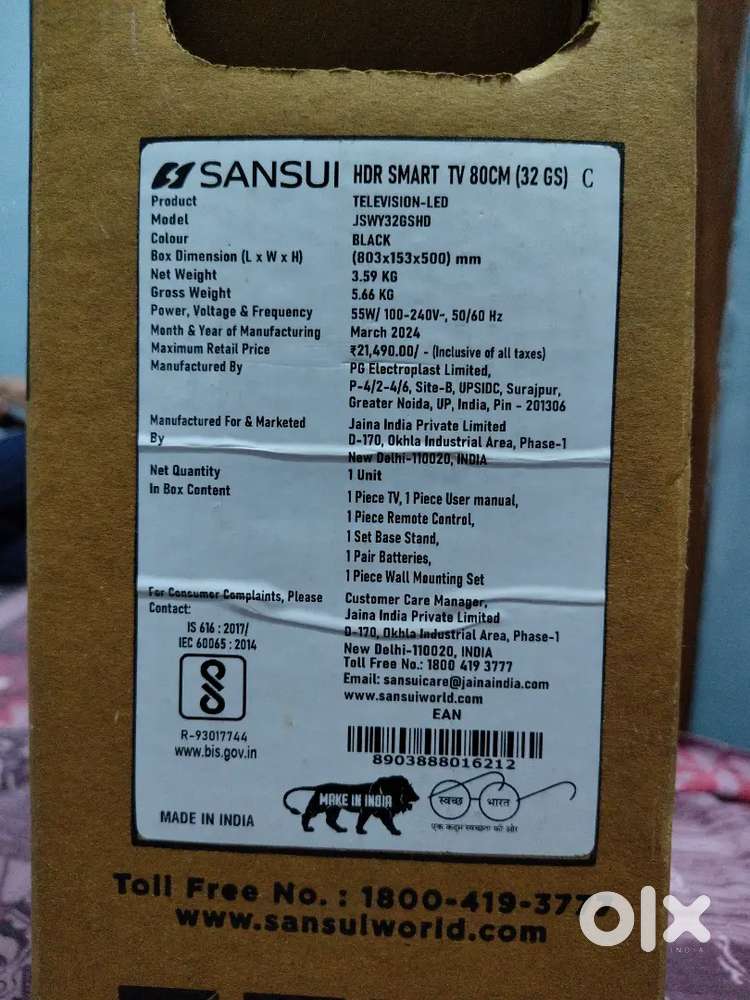 SANSUI HDR SMART TV 80CM (32 GS) C
Product TELEVISION-LED
Model JSWY32GSHD
Colour BLACK
Box Dimension (L x W x H) (803x153x500) mm
Net Weight 3.59 KG
Gross Weight 5.66 KG
Power, Voltage & Frequency 55W/ 100-240V~, 50/60 Hz
Month & Year of Manufacturing March 2024
Maximum Retail Price ₹21,490.00/ - (Inclusive of all taxes)
Manufactured By PG Electroplast Limited,
P-4/2-4/6, Site-B, UPSIDC, Surajpur,
Greater Noida, UP, India, Pin - 201306
Manufactured For & Marketed Jaina India Private Limited
By D-170, Okhla Industrial Area, Phase-1
New Delhi-110020, INDIA
Net Quantity 1 Unit
In Box Content 1 Piece TV, 1 Piece User manual,
1 Piece Remote Control,
1 Set Base Stand,
1 Pair Batteries,
1 Piece Wall Mounting Set
For Consumer Complaints, Please Customer Care Manager,
Contact: Jaina India Private Limited
D-170, Okhla Industrial Area, Phase-1
New Delhi-110020, INDIA
Toll Free No.: 1800 419 3777
Email: sansuicare@jainaindia.com
www.sansuiworld.com
IS 616 : 2017/
IEC 60065 : 2014
R-93017744
www.bis.gov.in
EAN
8903888016212
MAKE IN INDIA
स्वच्छ भारत
एक कदम स्वच्छता की ओर
MADE IN INDIA
Toll Free No. : 1800-419-3777
www.sansuiworld.com
olx
INDIA